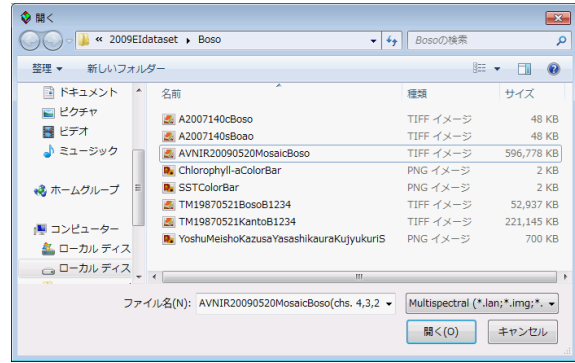 開く
« 2009EIdataset ▸ Boso
Bosoの検索
整理 ▼ 新しいフォルダー
ドキュメント
ピクチャ
ビデオ
ミュージック
ホームグループ
コンピューター
ローカル ディス
ローカル ディス
名前 種類 サイズ
A2007140cBoso TIFF イメージ 48 KB
A2007140sBoao TIFF イメージ 48 KB
AVNIR20090520MosaicBoso TIFF イメージ 596,778 KB
Chlorophyll-aColorBar PNG イメージ 2 KB
SSTColorBar PNG イメージ 2 KB
TM19870521BosoB1234 TIFF イメージ 52,937 KB
TM19870521KantoB1234 TIFF イメージ 221,145 KB
YoshuMeishoKazusaYasashikauraKujyukuriS PNG イメージ 700 KB
ファイル名(N): AVNIR20090520MosaicBoso(chs. 4,3,2
Multispectral (*.lan;*.img;*.
開く(O) キャンセル